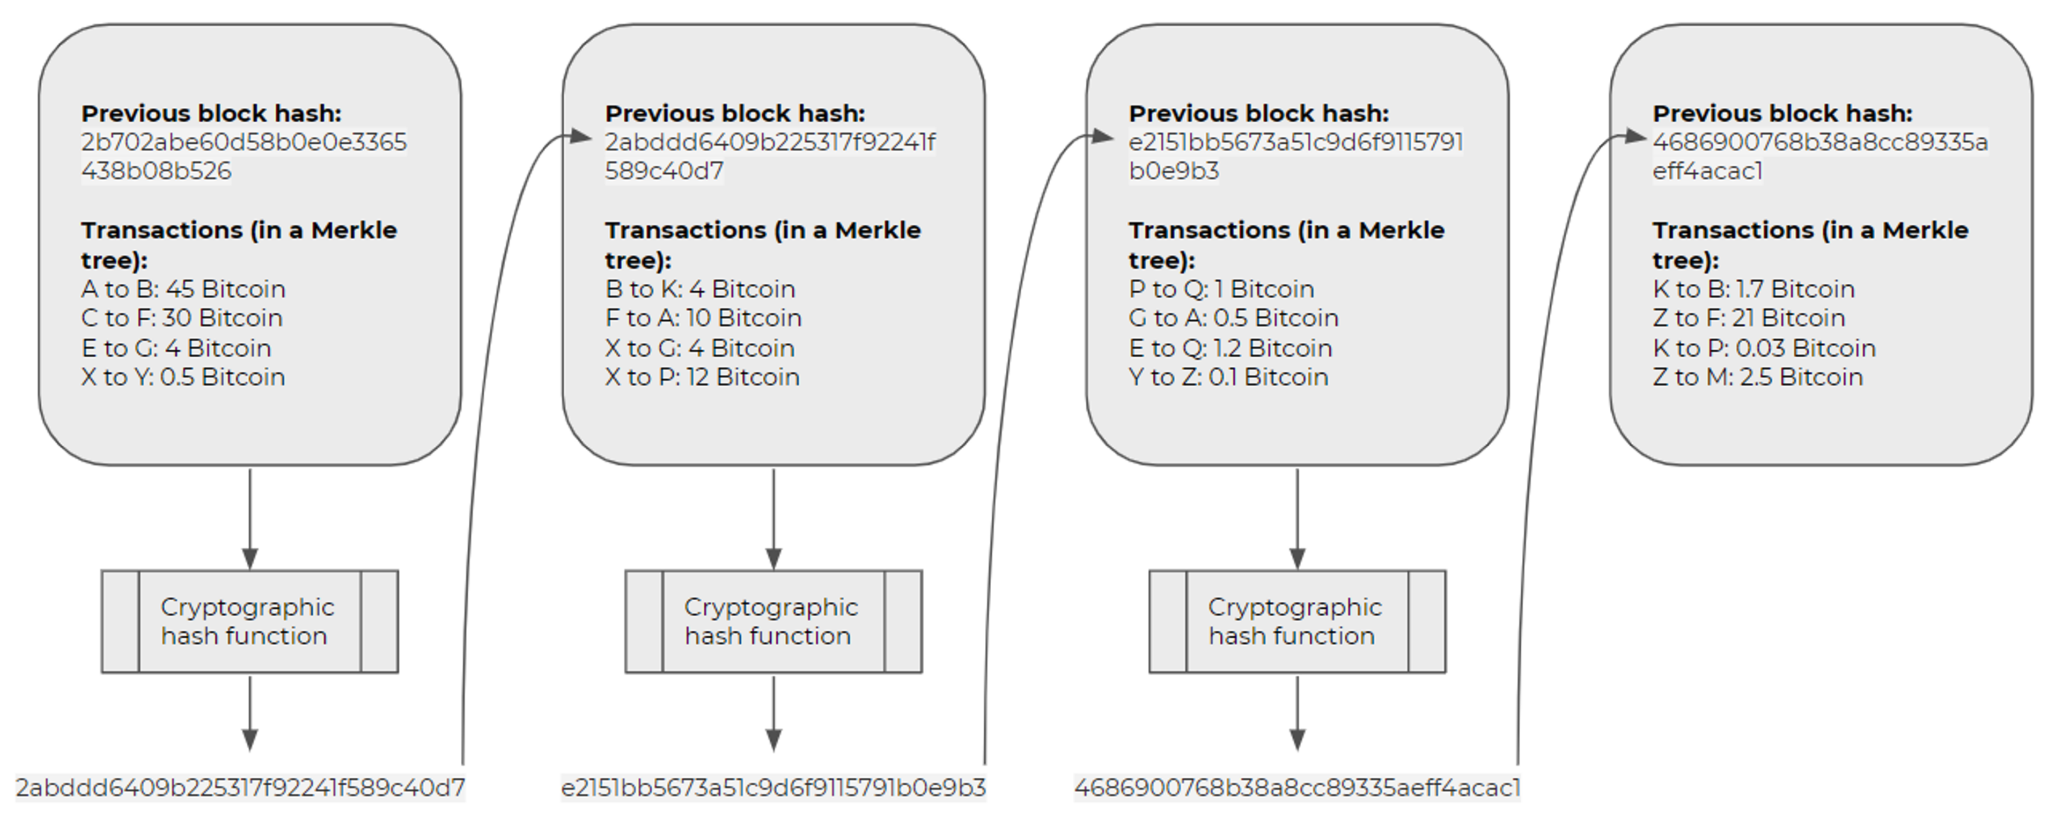 Previous block hash:
2b702abe60d58b0e0e3365
438b08b526
Transactions (in a Merkle
tree):
A to B: 45 Bitcoin
C to F: 30 Bitcoin
E to G: 4 Bitcoin
X to Y: 0.5 Bitcoin
Cryptographic
hash function
2abddd6409b225317f92241f589c40d7
Previous block hash:
2abddd6409b225317f92241f
589c40d7
Transactions (in a Merkle
tree):
B to K: 4 Bitcoin
F to A: 10 Bitcoin
X to G: 4 Bitcoin
X to P: 12 Bitcoin
Cryptographic
hash function
e2151bb5673a51c9d6f9115791b0e9b3
Previous block hash:
e2151bb5673a51c9d6f9115791
b0e9b3
Transactions (in a Merkle
tree):
P to Q: 1 Bitcoin
G to A: 0.5 Bitcoin
E to Q: 1.2 Bitcoin
Y to Z: 0.1 Bitcoin
Cryptographic
hash function
4686900768b38a8cc89335aeff4acac1
Previous block hash:
4686900768b38a8cc89335a
eff4acac1
Transactions (in a Merkle
tree):
K to B: 1.7 Bitcoin
Z to F: 21 Bitcoin
K to P: 0.03 Bitcoin
Z to M: 2.5 Bitcoin